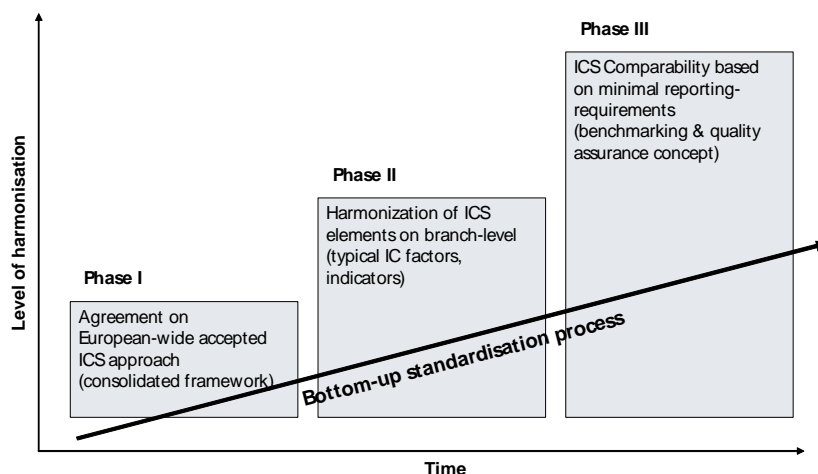 Phase III
ICS Comparability based
on minimal reporting-
requirements
(benchmarking & quality
assurance concept)
Phase II
Harmonization of ICS
elements on branch-level
(typical IC factors,
indicators)
Phase I
Agreement on
European-wide accepted
ICS approach
(consolidated framework)
Bottom-up standardisation process
Level of harmonisation
Time